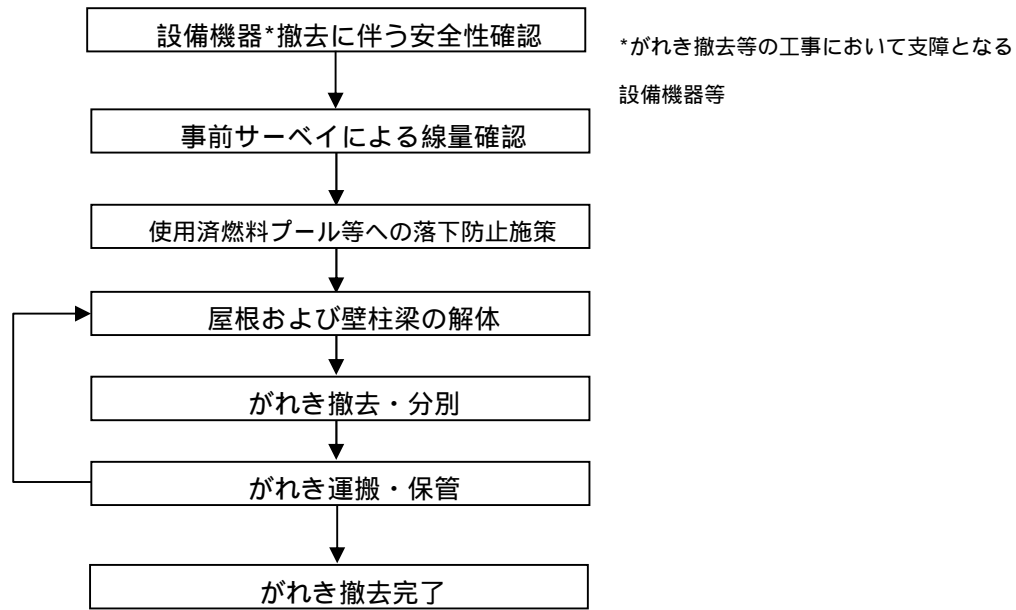 設備機器*撤去に伴う安全性確認
*がれき撤去等の工事において支障となる
設備機器等
事前サーベイによる線量確認
使用済燃料プール等への落下防止施策
屋根および壁柱梁の解体
がれき撤去・分別
がれき運搬・保管
がれき撤去完了